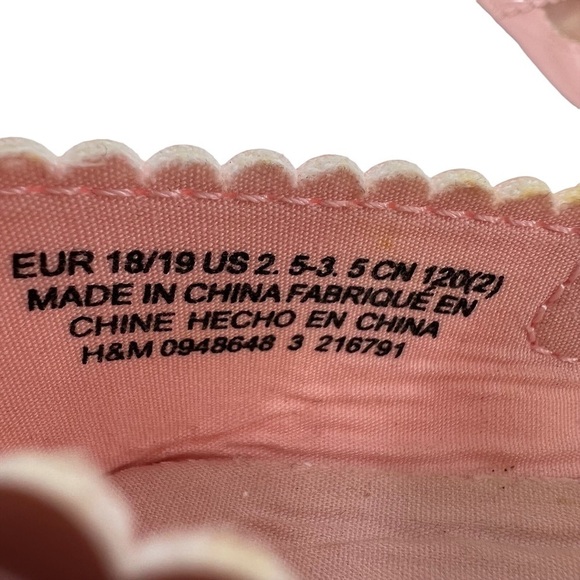 EUR 18/19 US 2. 5-3. 5 CN 120(2)
MADE IN CHINA FABRIQUÉ EN
CHINE HECHO EN CHINA
H&M 0948648 3 216791